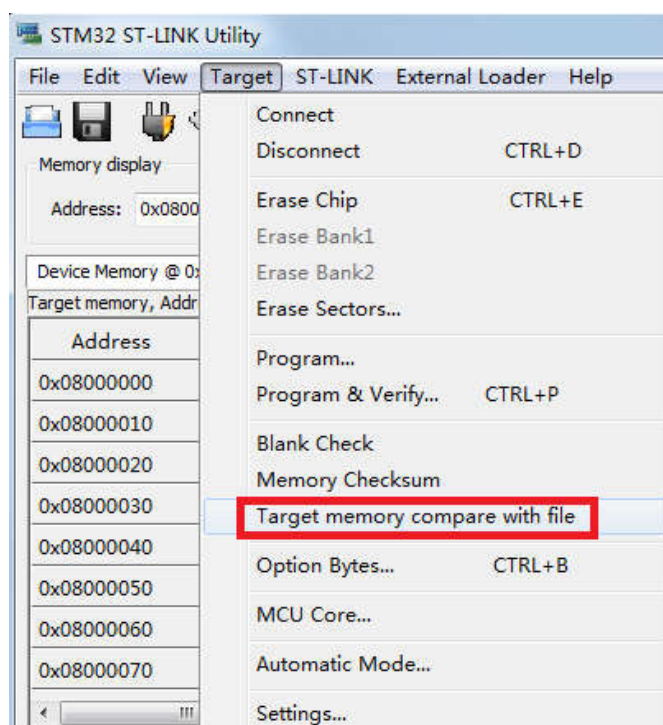 STM32 ST-LINK Utility
File Edit View Target ST-LINK External Loader Help
Connect
Disconnect CTRL+D
Memory display
Address: 0x0800
Erase Chip CTRL+E
Erase Bank1
Erase Bank2
Erase Sectors...
Device Memory @ 0x
Target memory, Addr
Address
0x08000000
0x08000010
0x08000020
0x08000030
0x08000040
0x08000050
0x08000060
0x08000070
Program...
Program & Verify... CTRL+P
Blank Check
Memory Checksum
Target memory compare with file
Option Bytes... CTRL+B
MCU Core...
Automatic Mode...
Settings...